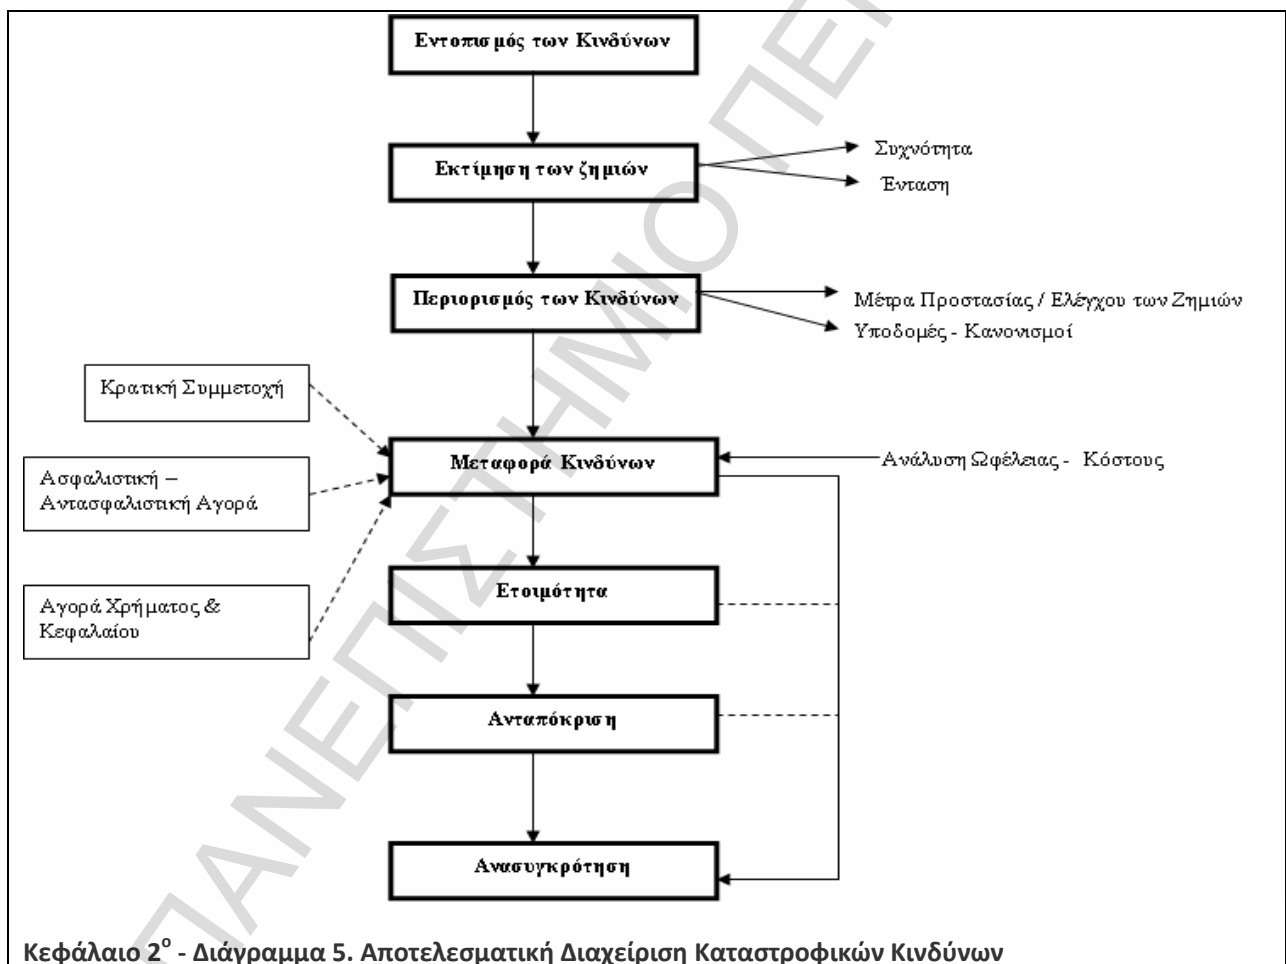 Εντοπισμός των Κινδύνων
Εκτίμηση των ζημιών
Συχνότητα
Ένταση
Περιορισμός των Κινδύνων
Μέτρα Προστασίας / Ελέγχου των Ζημιών
Υποδομές - Κανονισμοί
Κρατική Συμμετοχή
Μεταφορά Κινδύνων
Ανάλυση Ωφέλειας - Κόστους
Ασφαλιστική –
Αντασφαλιστική Αγορά
Ετοιμότητα
Αγορά Χρήματος &
Κεφαλαίου
Ανταπόκριση
Ανασυγκρότηση
Κεφάλαιο 2ο - Διάγραμμα 5. Αποτελεσματική Διαχείριση Καταστροφικών Κινδύνων
ΠΑΝΕΠΙΣΤΗΜΙΟ ΠΕ